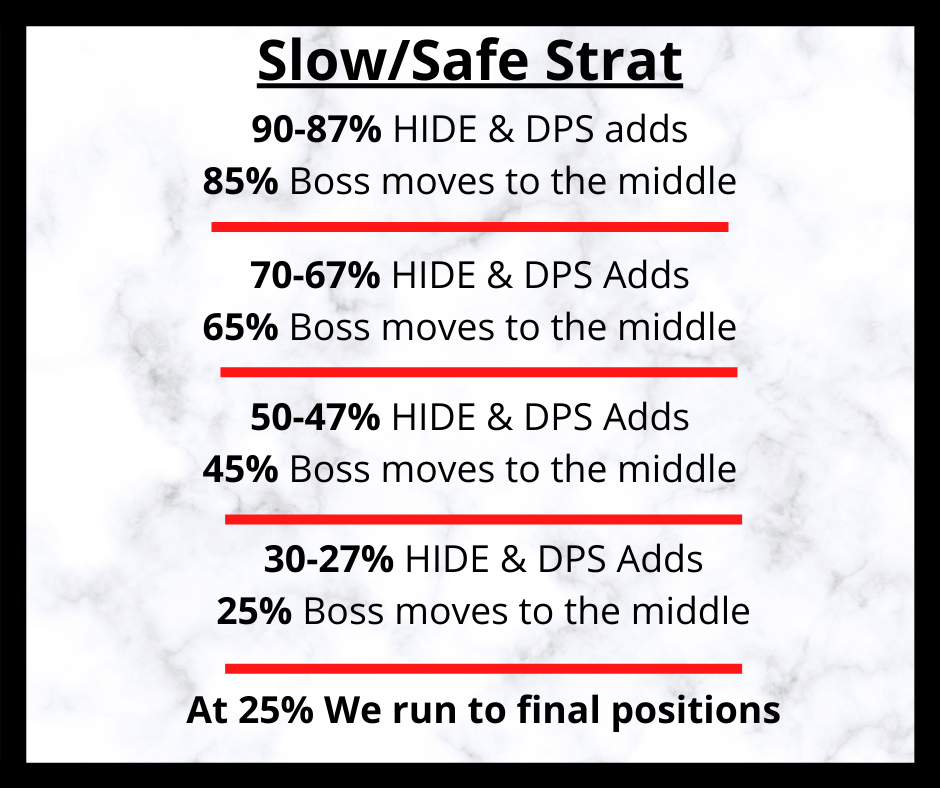 Slow/Safe Strat
90-87% HIDE & DPS adds
85% Boss moves to the middle
70-67% HIDE & DPS Adds
65% Boss moves to the middle
50-47% HIDE & DPS Adds
45% Boss moves to the middle
30-27% HIDE & DPS Adds
25% Boss moves to the middle
At 25% We run to final positions